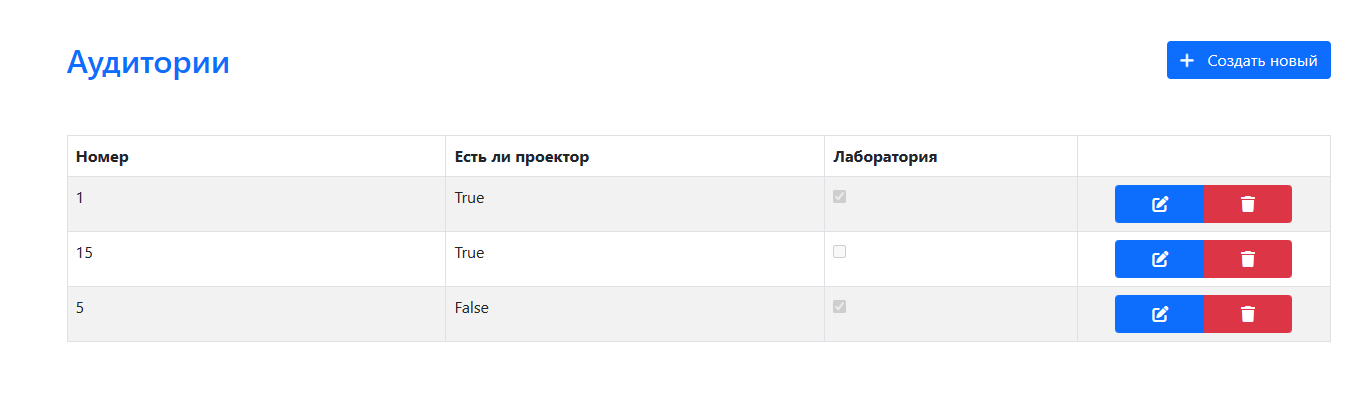 Аудитории
Создать новый
Номер Есть ли проектор Лаборатория
1 True
15 True
5 False